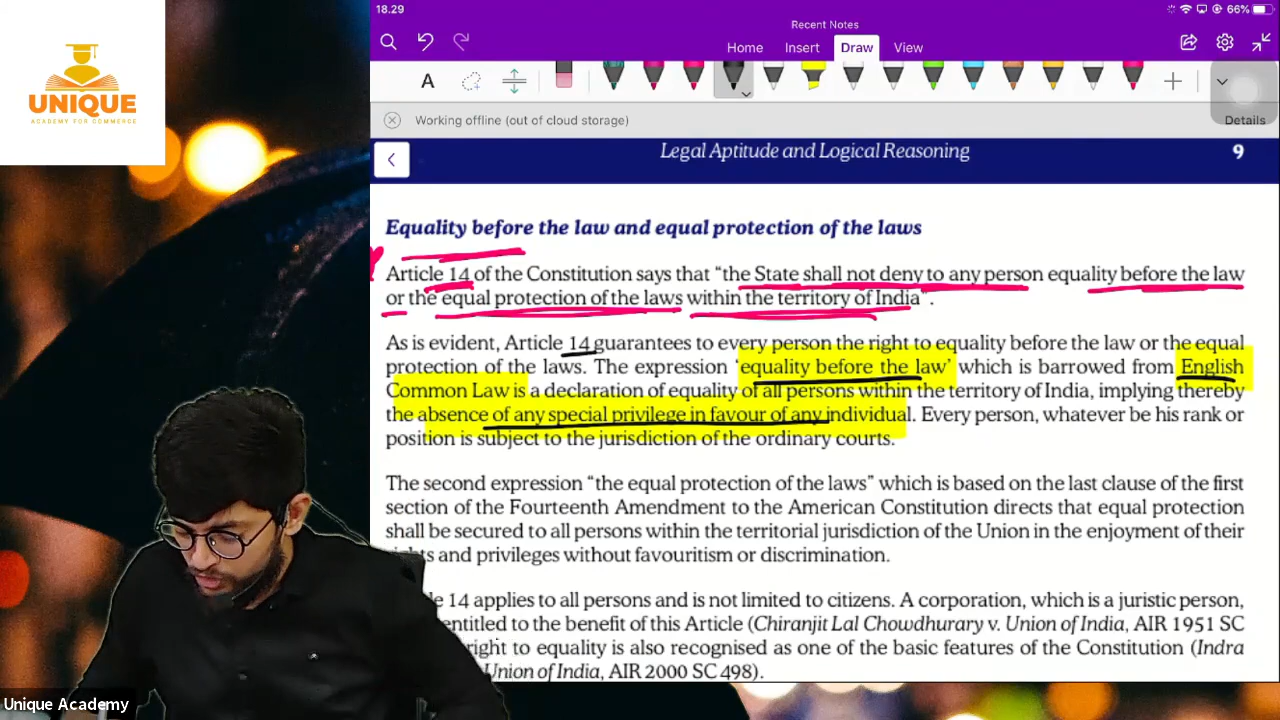 18.29
66%
Recent Notes
Home Insert Draw View
A
Working offline (out of cloud storage)
Details
UNIQUE
ACADEMY FOR COMMERCE
Legal Aptitude and Logical Reasoning 9
Equality before the law and equal protection of the laws
Article 14 of the Constitution says that “the State shall not deny to any person equality before the law
or the equal protection of the laws within the territory of India”.
As is evident, Article 14 guarantees to every person the right to equality before the law or the equal
protection of the laws. The expression ‘equality before the law’ which is barrowed from English
Common Law is a declaration of equality of all persons within the territory of India, implying thereby
the absence of any special privilege in favour of any individual. Every person, whatever be his rank or
position is subject to the jurisdiction of the ordinary courts.
The second expression “the equal protection of the laws” which is based on the last clause of the first
section of the Fourteenth Amendment to the American Constitution directs that equal protection
shall be secured to all persons within the territorial jurisdiction of the Union in the enjoyment of their
and privileges without favouritism or discrimination.
14 applies to all persons and is not limited to citizens. A corporation, which is a juristic person,
entitled to the benefit of this Article (Chiranjit Lal Chowdhurary v. Union of India, AIR 1951 SC
right to equality is also recognised as one of the basic features of the Constitution (Indra
Union of India, AIR 2000 SC 498).
Unique Academy